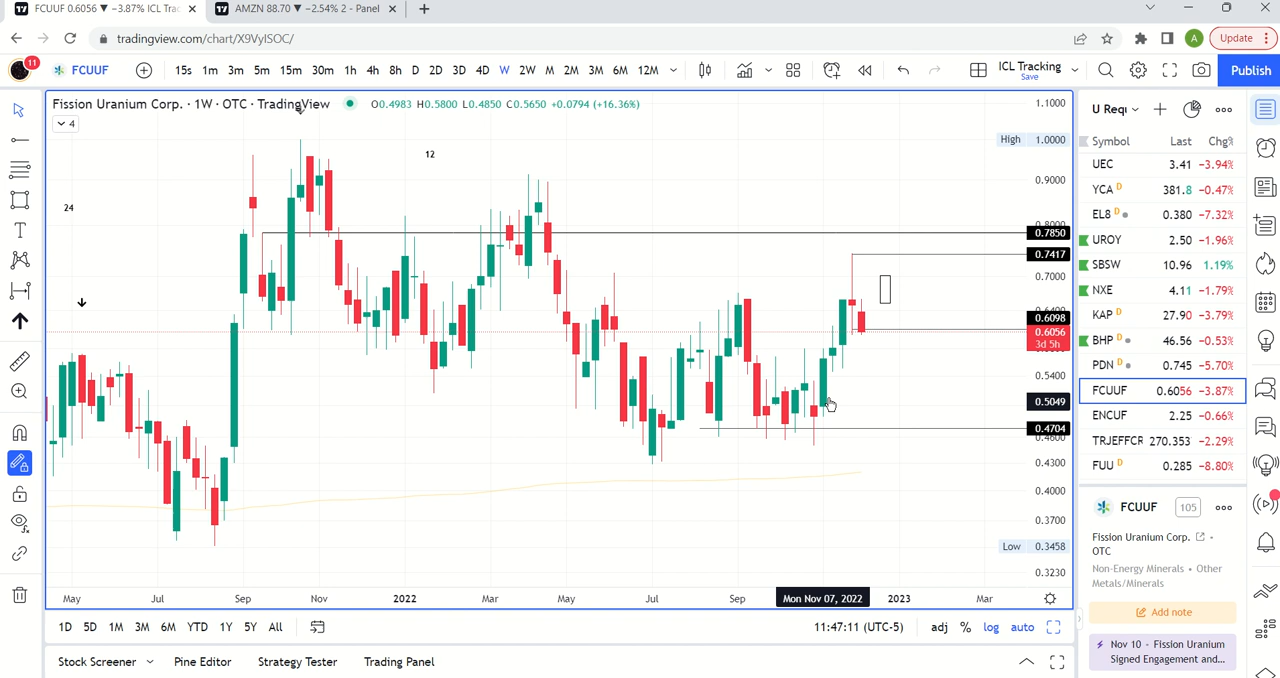 FCUUF 0.6056 ▼ −3.87% ICL Trac
AMZN 88.70 ▼ −2.54% 2 - Panel
tradingview.com/chart/X9VyISOC/
A
Update
11
FCUUF
15s 1m 3m 5m 15m 30m 1h 4h 8h D 2D 3D 4D W 2W M 2M 3M 6M 12M
ICL Tracking
Save
Publish
Fission Uranium Corp. · 1W · OTC · TradingView
O0.4983 H0.5800 L0.4850 C0.5650 +0.0794 (+16.36%)
4
24
12
1.1000
High 1.0000
0.9000
0.7850
0.7417
0.7000
0.6098
0.6056
3d 5h
0.5400
0.5049
0.4704
0.4600
0.4300
0.4000
0.3700
Low 0.3458
0.3230
May Jul Sep Nov 2022 Mar May Jul Sep Mon Nov 07, 2022 2023 Mar
1D 5D 1M 3M 6M YTD 1Y 5Y All
11:47:11 (UTC-5)
adj % log auto
Stock Screener
Pine Editor
Strategy Tester
Trading Panel
Symbol Last Chg%
UEC 3.41 −3.94%
YCA D 381.8 −0.47%
EL8 D 0.380 −7.32%
UROY 2.50 −1.96%
SBSW 10.96 1.19%
NXE 4.11 −1.79%
KAP D 27.90 −3.79%
BHP D 46.56 −0.53%
PDN D 0.745 −5.70%
FCUUF 0.6056 −3.87%
ENCUF 2.25 −0.66%
TRJEFFCR 270.353 −2.29%
FUU D 0.285 −8.80%
FCUUF 105
Fission Uranium Corp.
OTC
Non-Energy Minerals • Other
Metals/Minerals
Add note
Nov 10 · Fission Uranium
Signed Engagement and...